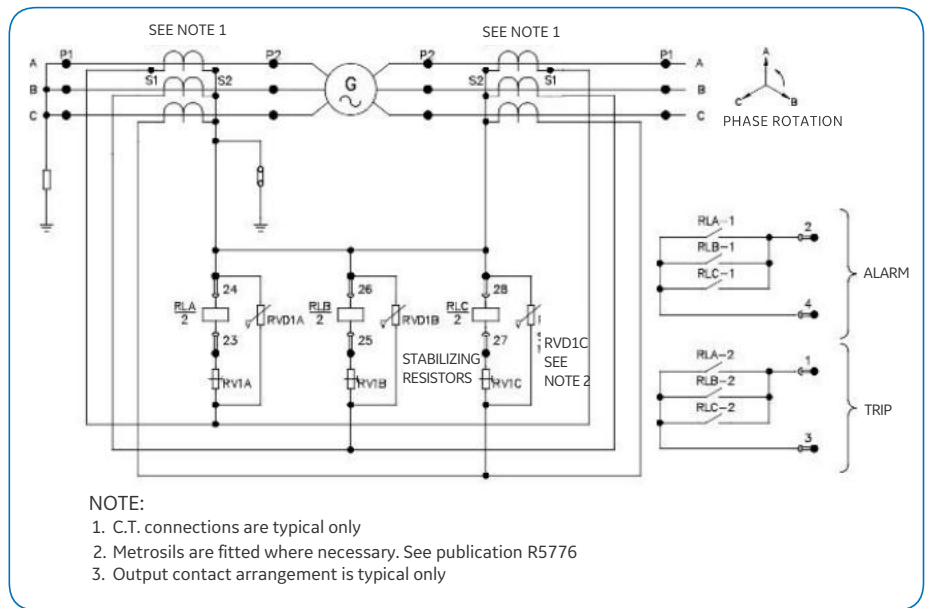 SEE NOTE 1
SEE NOTE 1
P1
P2
P2
P1
A
S1
S2
S2
S1
A
B
G
B
C
C
A
C
B
PHASE ROTATION
24
26
28
RLA
2
RVD1A
RLB
2
RVD1B
RLC
2
23
25
27
RV1A
RV1B
RV1C
STABILIZING
RESISTORS
RVD1C
SEE
NOTE 2
RLA-1
2
RLB-1
RLC-1
4
ALARM
RLA-2
1
RLB-2
RLC-2
3
TRIP
NOTE:
1. C.T. connections are typical only
2. Metrosils are fitted where necessary. See publication R5776
3. Output contact arrangement is typical only